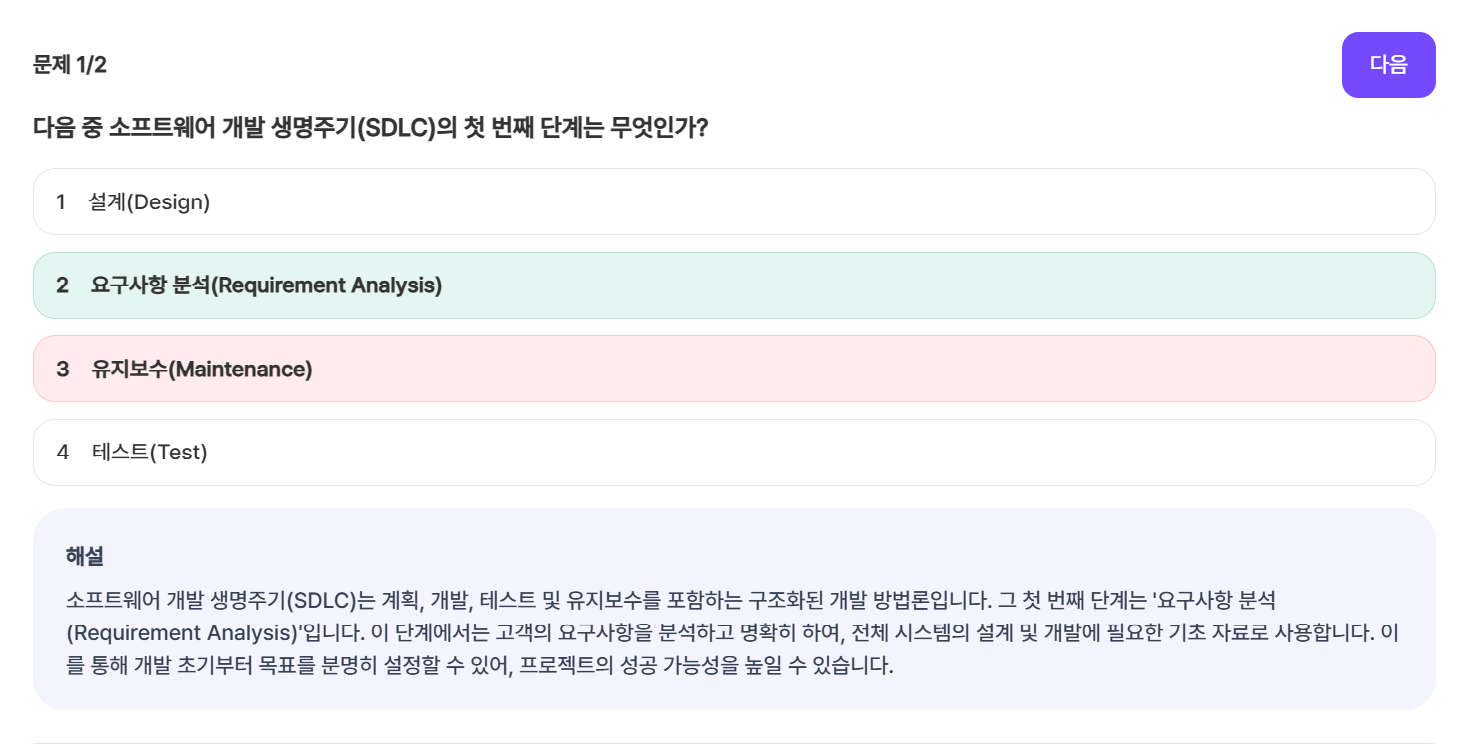 문제 1/2
다음
다음 중 소프트웨어 개발 생명주기(SDLC)의 첫 번째 단계는 무엇인가?
1 설계(Design)
2 요구사항 분석(Requirement Analysis)
3 유지보수(Maintenance)
4 테스트(Test)
해설
소프트웨어 개발 생명주기(SDLC)는 계획, 개발, 테스트 및 유지보수를 포함하는 구조화된 개발 방법론입니다. 그 첫 번째 단계는 '요구사항 분석
(Requirement Analysis)'입니다. 이 단계에서는 고객의 요구사항을 분석하고 명확히 하여, 전체 시스템의 설계 및 개발에 필요한 기초 자료로 사용합니다. 이
를 통해 개발 초기부터 목표를 분명히 설정할 수 있어, 프로젝트의 성공 가능성을 높일 수 있습니다.